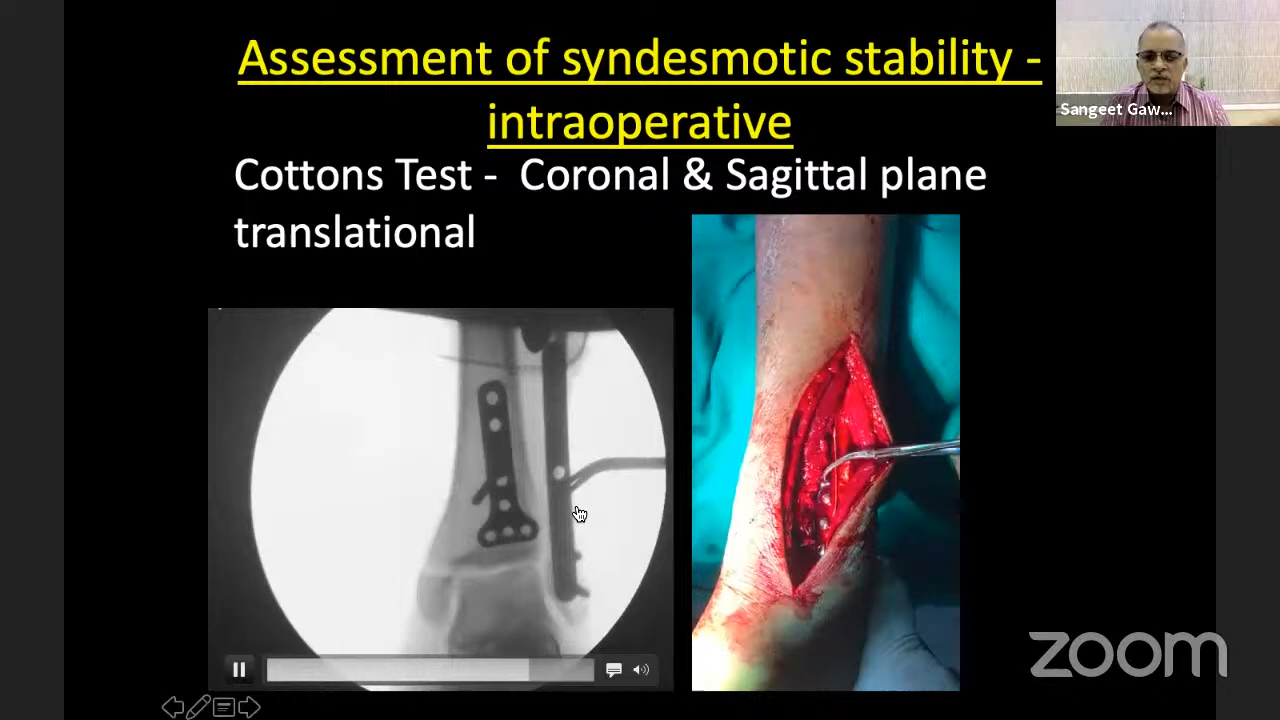 Assessment of syndesmotic stability -
intraoperative
Cottons Test - Coronal & Sagittal plane
translational
Sangeet Gaw...
zoom